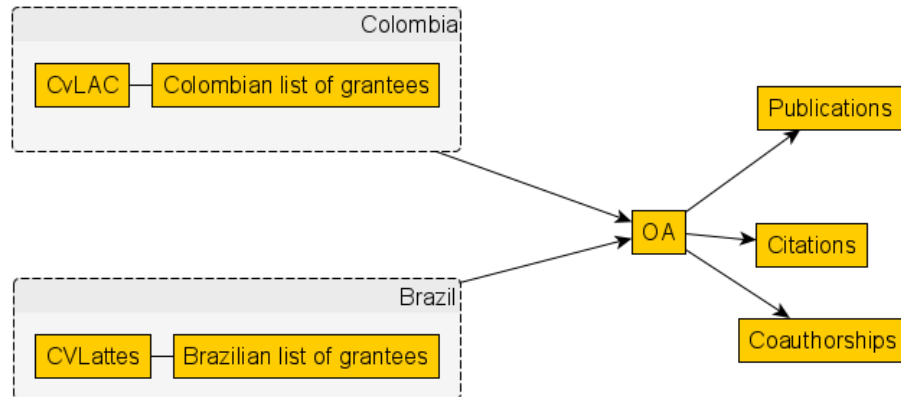 Colombia
CvLAC
Colombian list of grantees
Publications
OA
Citations
Brazil
Coauthorships
CVLattes
Brazilian list of grantees